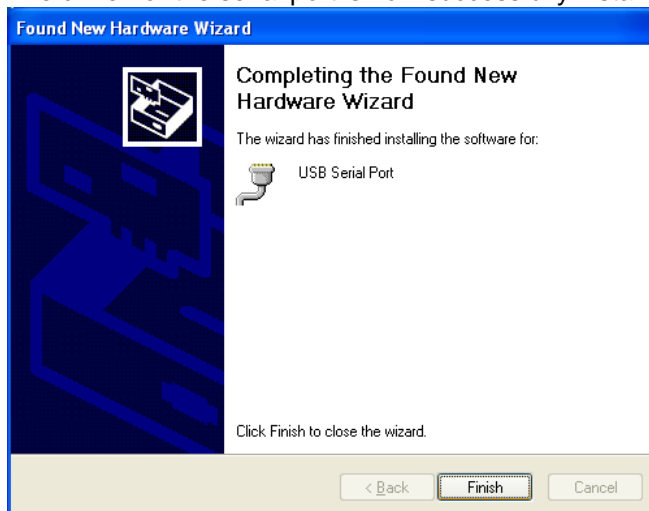 Found New Hardware Wizard
Completing the Found New
Hardware Wizard
The wizard has finished installing the software for:
USB Serial Port
Click Finish to close the wizard.
< Back
Finish
Cancel